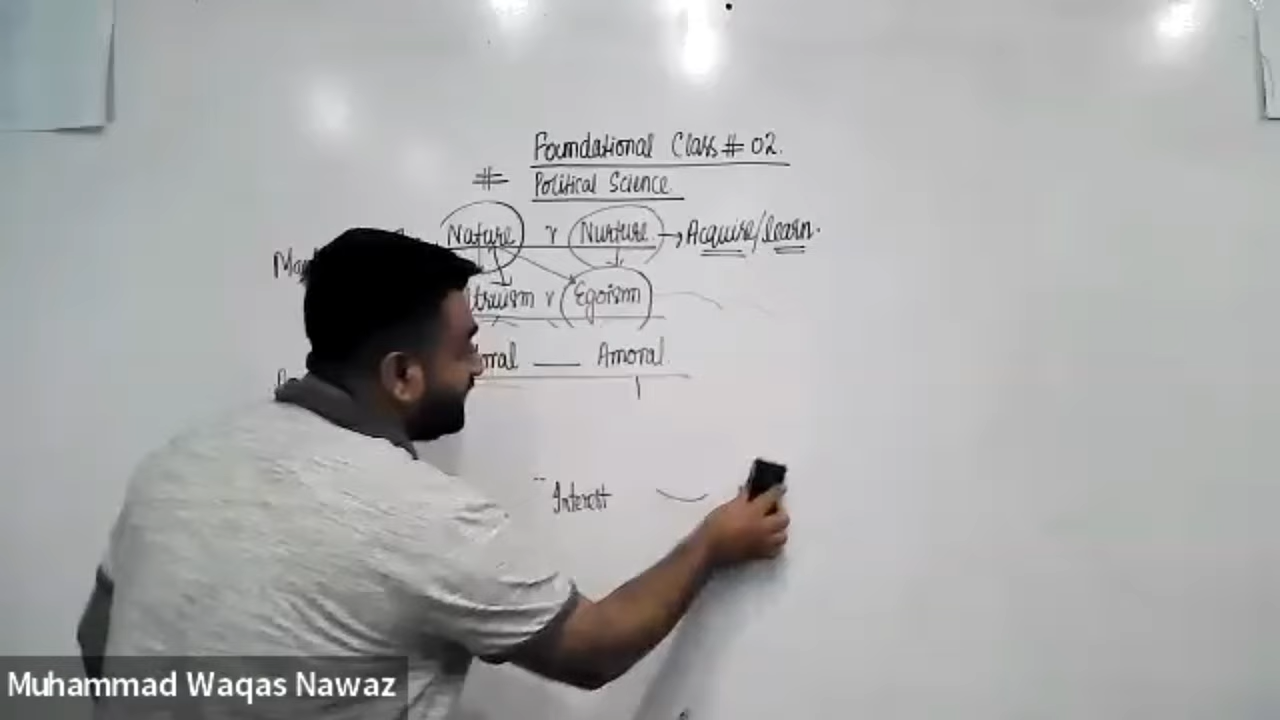 Foundational Class # 02.
# Political Science
Nature v Nurture → Acquire/learn.
v Egoism
Amoral
Interest
Muhammad Waqas Nawaz